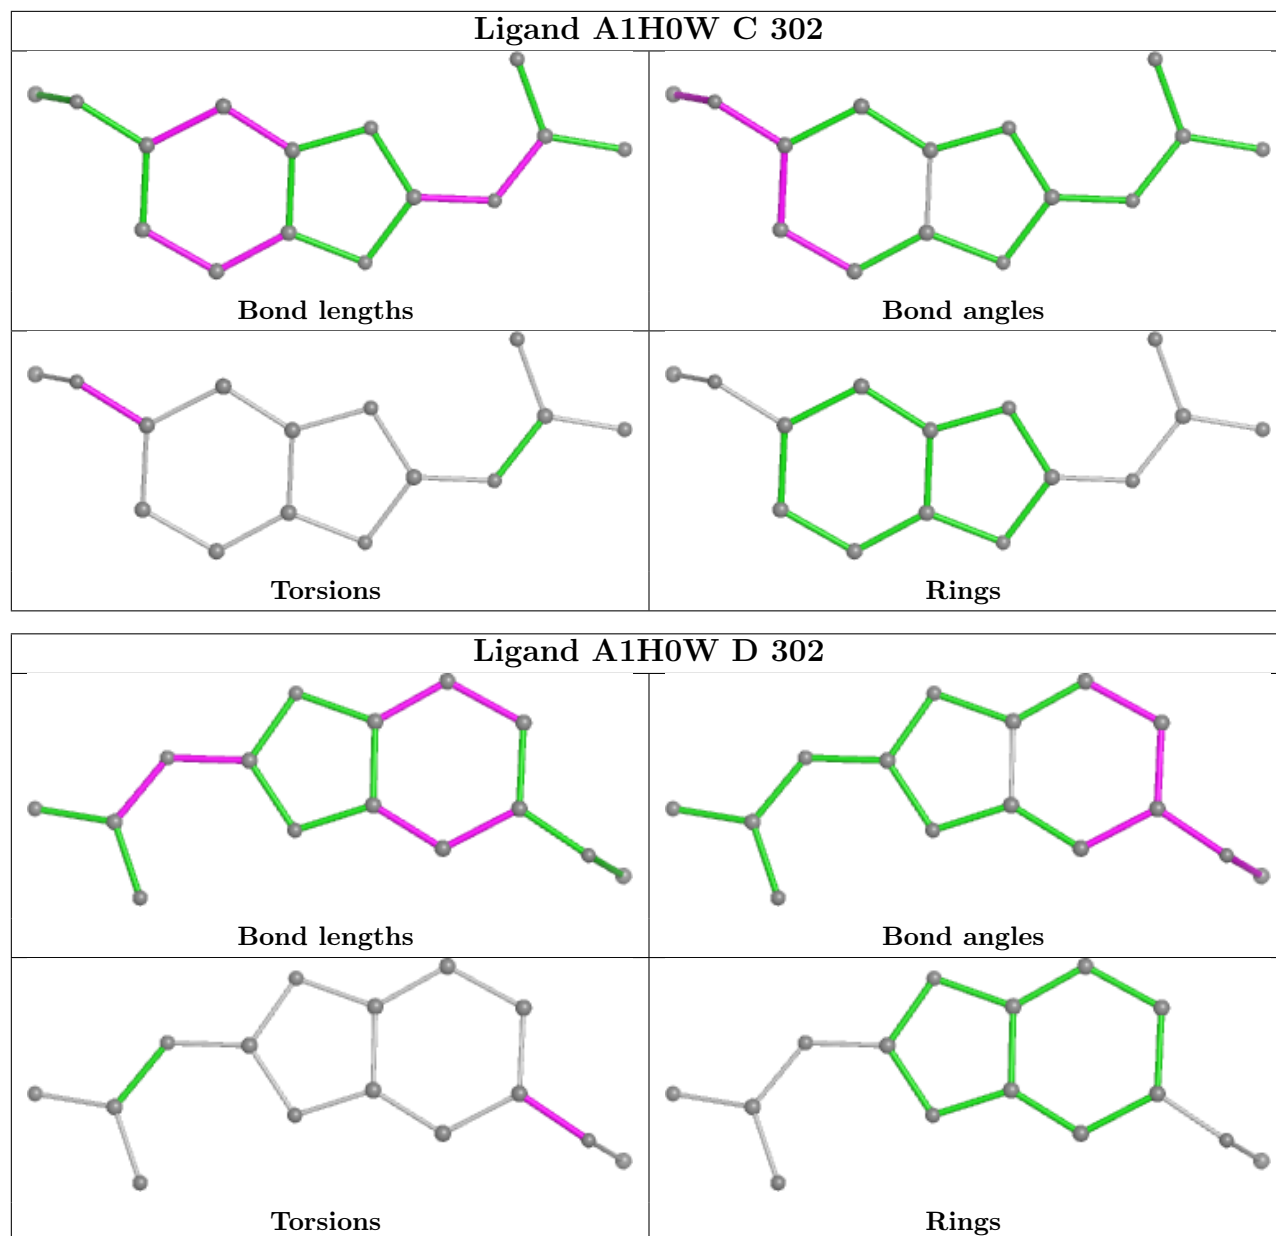 Ligand A1H0W C 302
Bond lengths
Bond angles
Torsions
Rings
Ligand A1H0W D 302
Bond lengths
Bond angles
Torsions
Rings